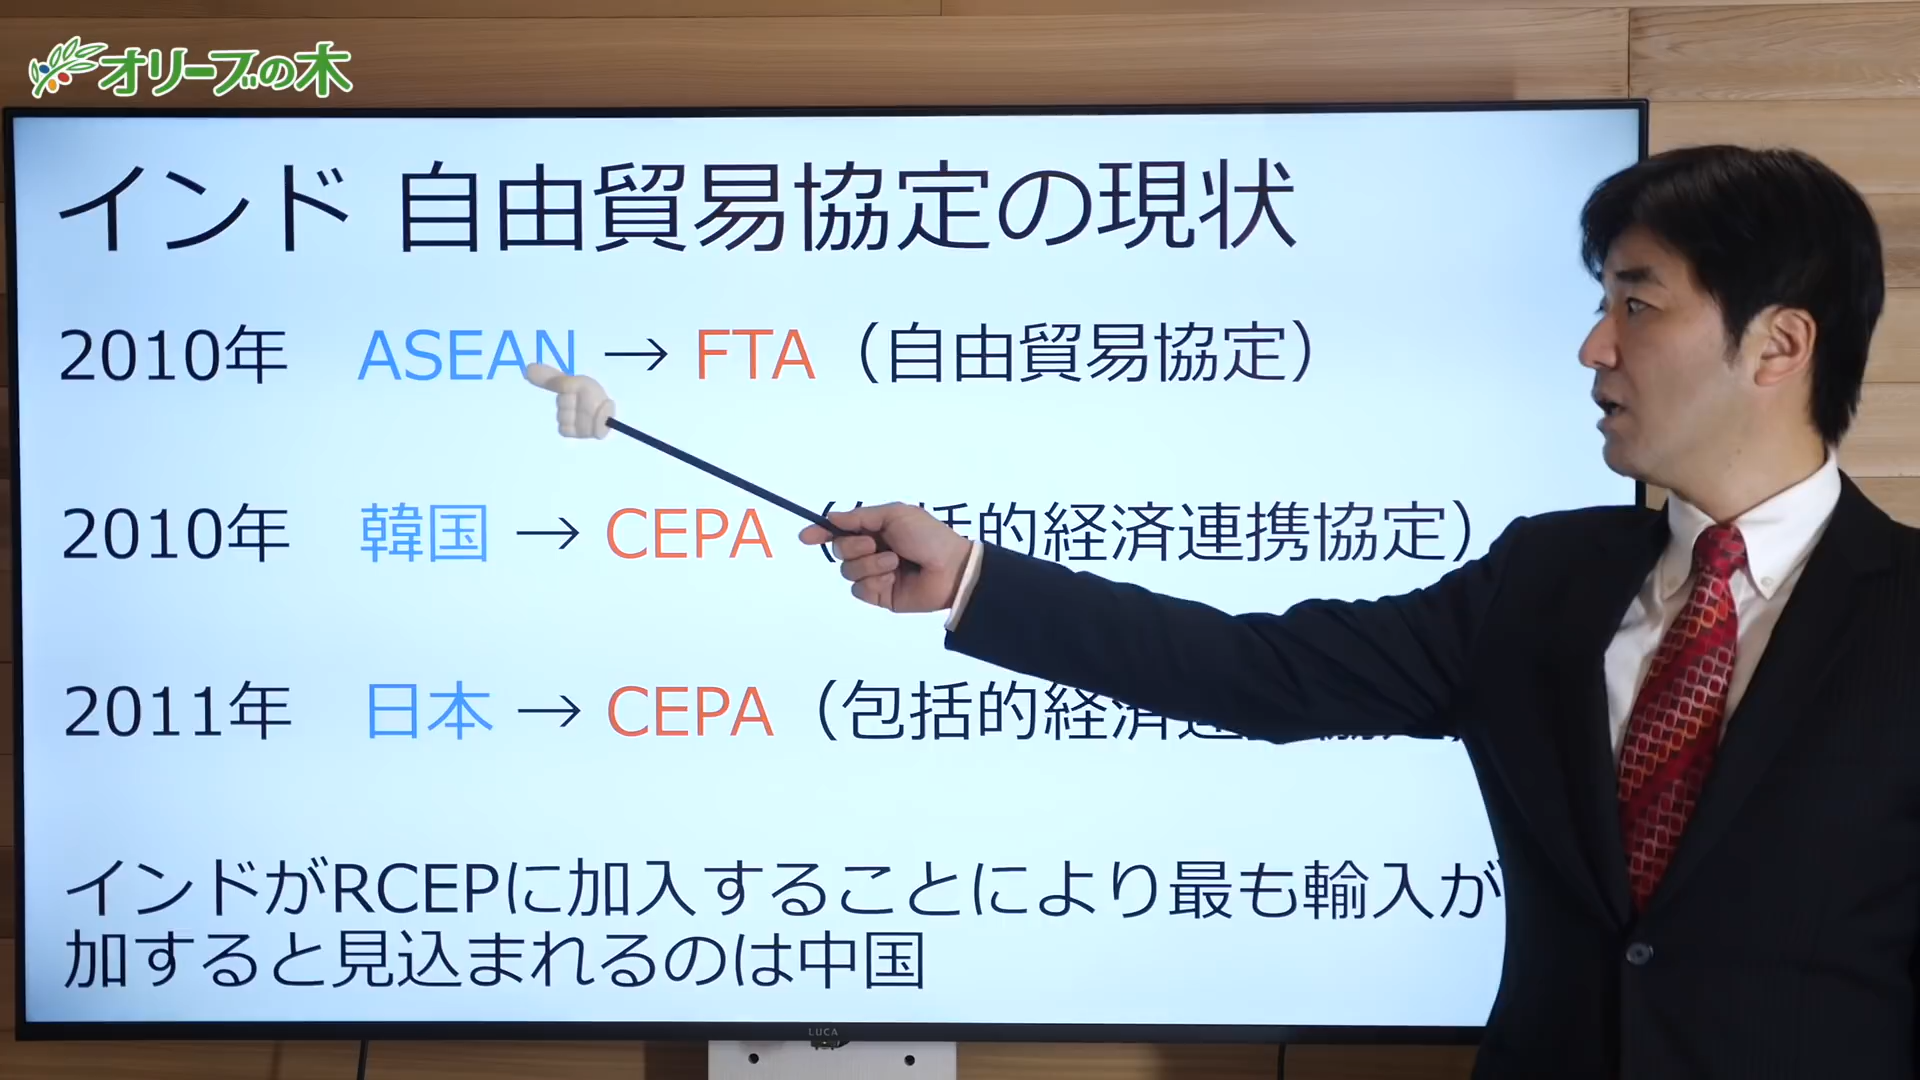 オリーブの木
インド 自由貿易協定の現状
2010年 ASEAN → FTA（自由貿易協定）
2010年 韓国 → CEPA（包括的経済連携協定）
2011年 日本 → CEPA（包括的経済
インドがRCEPに加入することにより最も輸入が
加すると見込まれるのは中国
LUCA